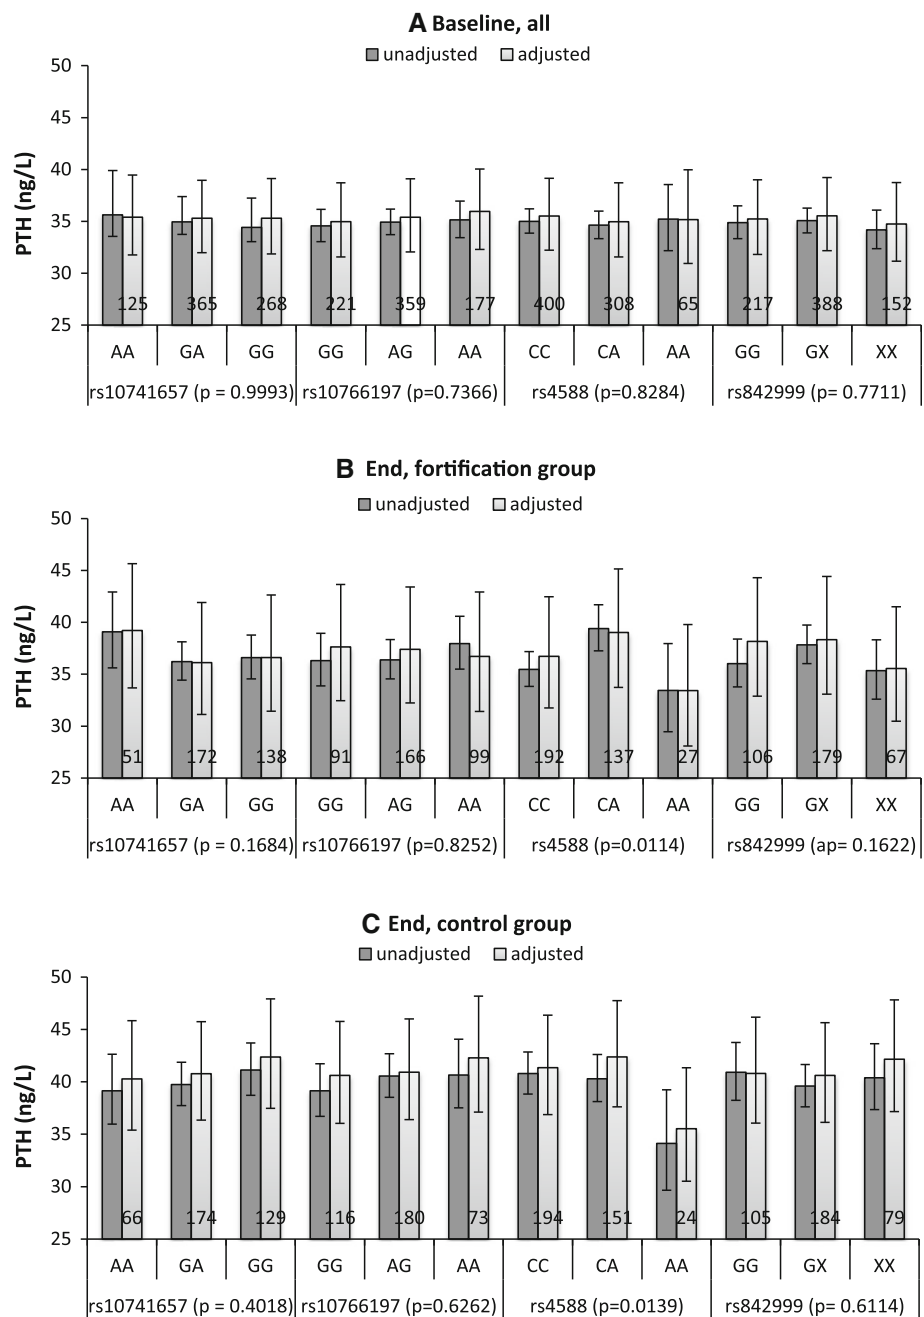 A Baseline, all
unadjusted adjusted
50
45
40
35
30
25
PTH (ng/L)
125 365 268 221 359 177 400 308 65 217 388 152
AA GA GG GG AG AA CC CA AA GG GX XX
rs10741657 (p = 0.9993) rs10766197 (p=0.7366) rs4588 (p=0.8284) rs842999 (p= 0.7711)
B End, fortification group
unadjusted adjusted
50
45
40
35
30
25
PTH (ng/L)
51 172 138 91 166 99 192 137 27 106 179 67
AA GA GG GG AG AA CC CA AA GG GX XX
rs10741657 (p = 0.1684) rs10766197 (p=0.8252) rs4588 (p=0.0114) rs842999 (ap= 0.1622)
C End, control group
unadjusted adjusted
50
45
40
35
30
25
PTH (ng/L)
66 174 129 116 180 73 194 151 24 105 184 79
AA GA GG GG AG AA CC CA AA GG GX XX
rs10741657 (p = 0.4018) rs10766197 (p=0.6262) rs4588 (p=0.0139) rs842999 (p= 0.6114)